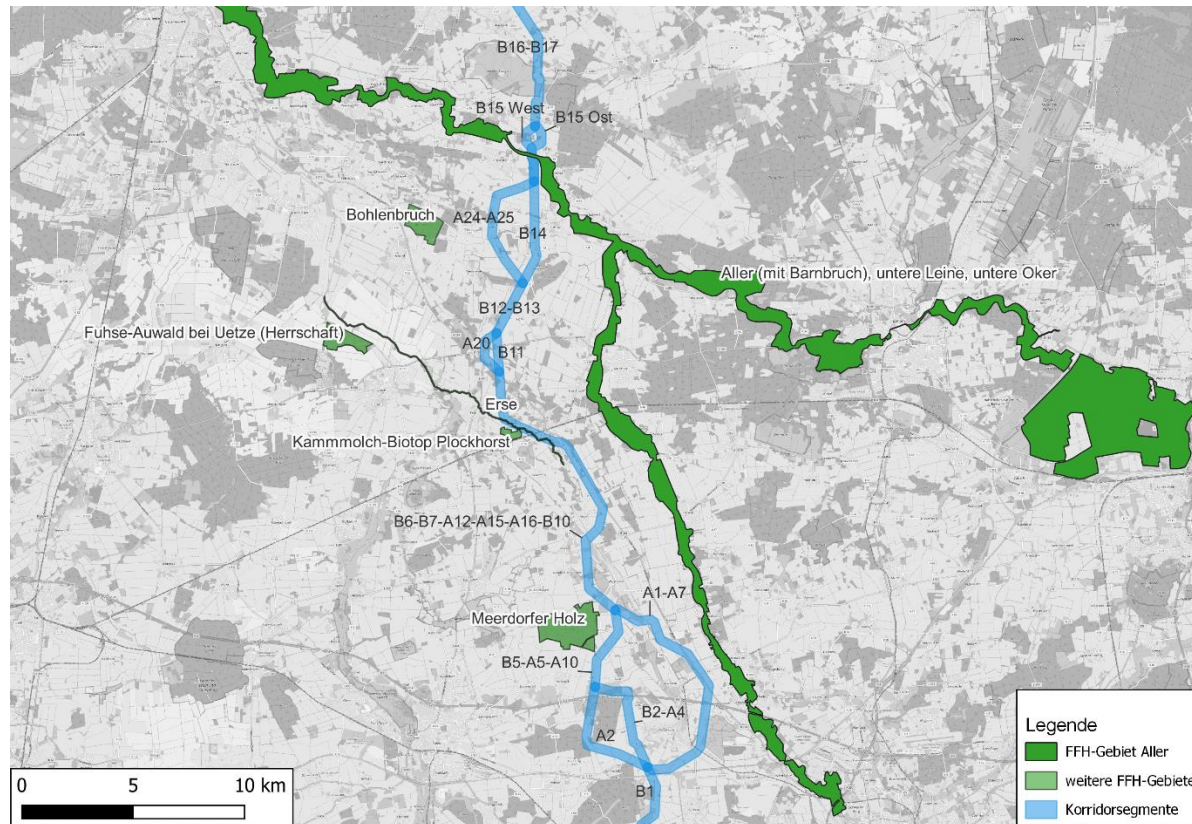 B16-B17
B15 West
B15 Ost
Bohlenbruch
A24-A25
B14
Aller (mit Barnbruch), untere Leine, untere Oker
B12-B13
Fuhse-Auwald bei Uetze (Herrschaft)
A20
B11
Erse
Kammmolch-Biotop Plockhorst
B6-B7-A12-A15-A16-B10
A1-A7
Meerdorfer Holz
B5-A5-A10
B2-A4
A2
B1
0 5 10 km
Legende
FFH-Gebiet Aller
weitere FFH-Gebiete
Korridorsegmente